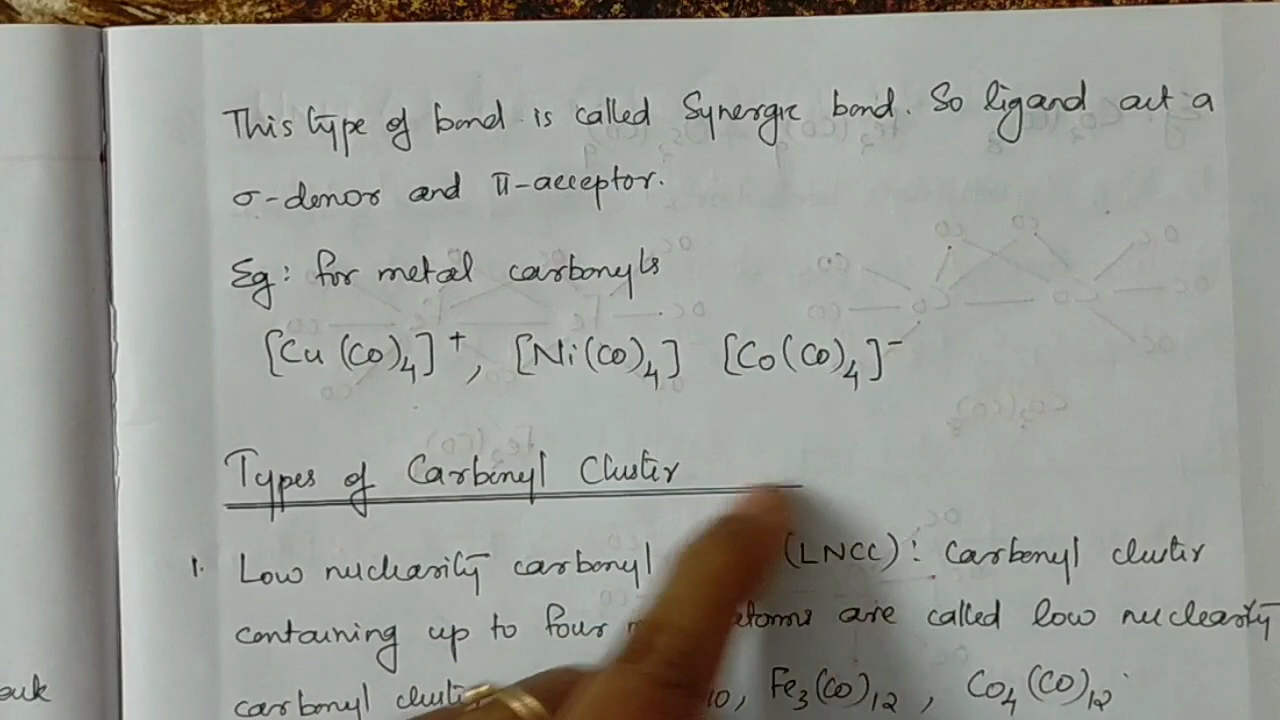 This type of bond is called Synergic bond. So ligand act a
σ-donor and π-acceptor.
Eg: for metal carbonyls
[Cu(CO)4]+, [Ni(CO)4] [Co(CO)4]-
Types of Carbonyl Cluster
1. Low nuclearity carbonyl (LNCC): Carbonyl cluster
containing up to four atoms are called low nuclearity
carbonyl 10, Fe3(CO)12, Co4(CO)12.